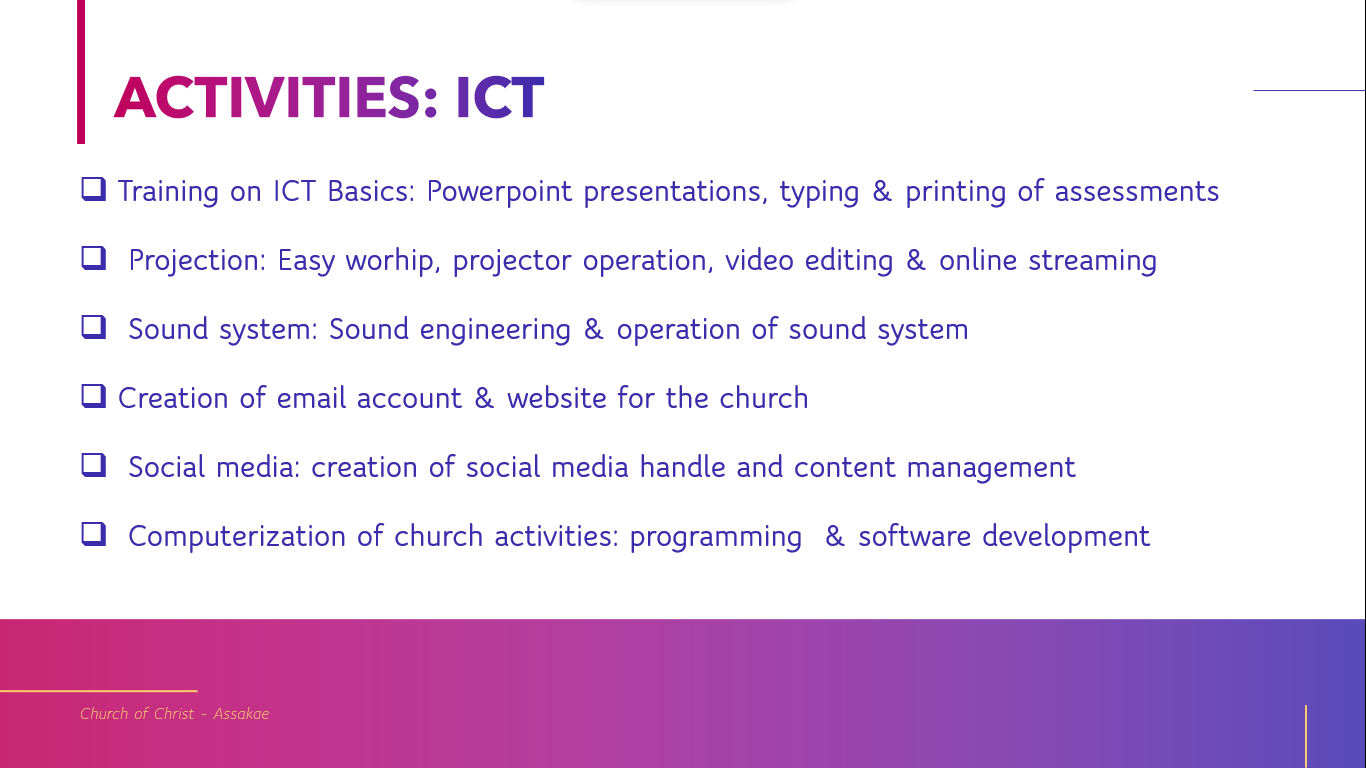 ACTIVITIES: ICT
❑ Training on ICT Basics: Powerpoint presentations, typing & printing of assessments
❑ Projection: Easy worhip, projector operation, video editing & online streaming
❑ Sound system: Sound engineering & operation of sound system
❑ Creation of email account & website for the church
❑ Social media: creation of social media handle and content management
❑ Computerization of church activities: programming & software development
Church of Christ - Assakae